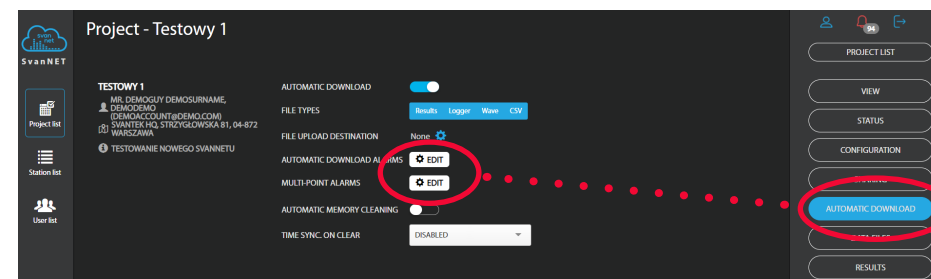 svan
net
SvanNET
Project list
Station list
User list
Project - Testowy 1
TESTOWY 1
MR. DEMOGUY DEMOSURNAME,
DEMODEMO
(DEMOACCOUNT@DEMO.COM)
SVANTEK HQ, STRZYGŁOWSKA 81, 04-872
WARSZAWA
TESTOWANIE NOWEGO SVANNETU
AUTOMATIC DOWNLOAD
FILE TYPES Results Logger Wave CSV
FILE UPLOAD DESTINATION None
AUTOMATIC DOWNLOAD ALARMS EDIT
MULTI-POINT ALARMS EDIT
AUTOMATIC MEMORY CLEANING
TIME SYNC. ON CLEAR DISABLED
94
PROJECT LIST
VIEW
STATUS
CONFIGURATION
SHARING
AUTOMATIC DOWNLOAD
DATA FILES
RESULTS